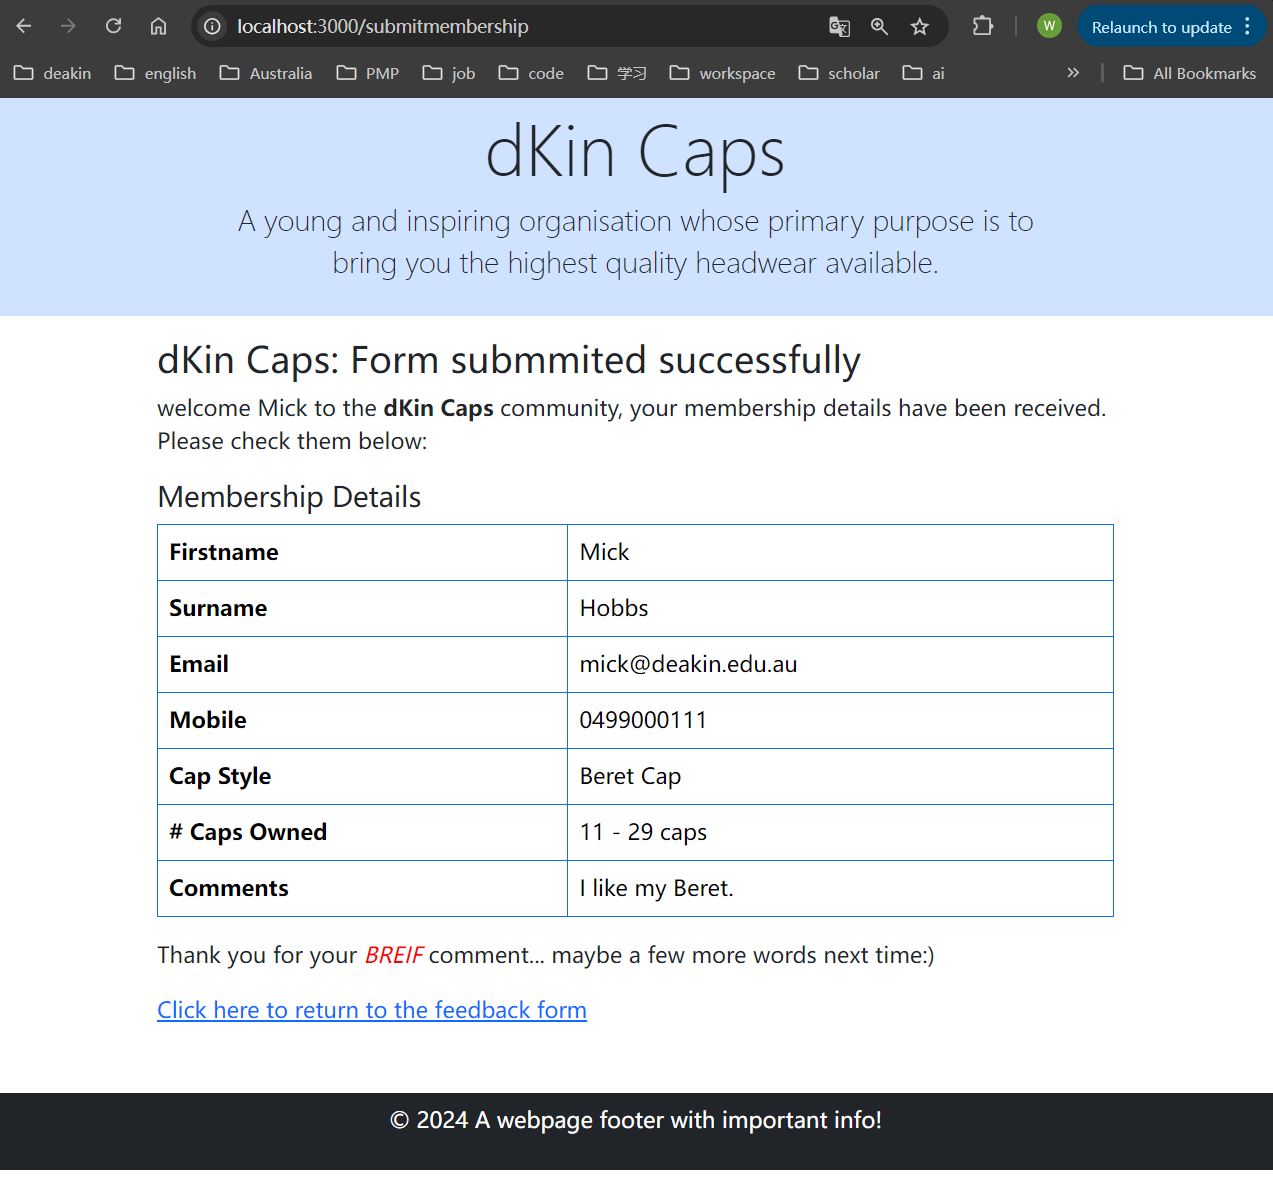 localhost:3000/submitmembership
W
Relaunch to update
deakin english Australia PMP job code 学习 workspace scholar ai » All Bookmarks
dKin Caps
A young and inspiring organisation whose primary purpose is to
bring you the highest quality headwear available.
dKin Caps: Form submmited successfully
welcome Mick to the dKin Caps community, your membership details have been received.
Please check them below:
Membership Details
Firstname Mick
Surname Hobbs
Email mick@deakin.edu.au
Mobile 0499000111
Cap Style Beret Cap
# Caps Owned 11 - 29 caps
Comments I like my Beret.
Thank you for your BREIF comment... maybe a few more words next time:)
Click here to return to the feedback form
© 2024 A webpage footer with important info!